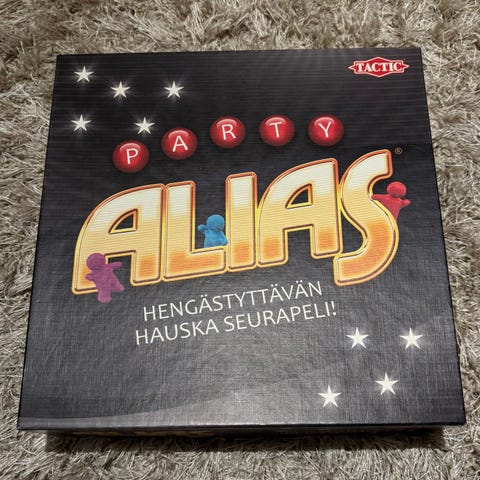 TACTIC
PARTY
ALIAS®
HENGÄSTYTTÄVÄN
HAUSKA SEURAPELI!